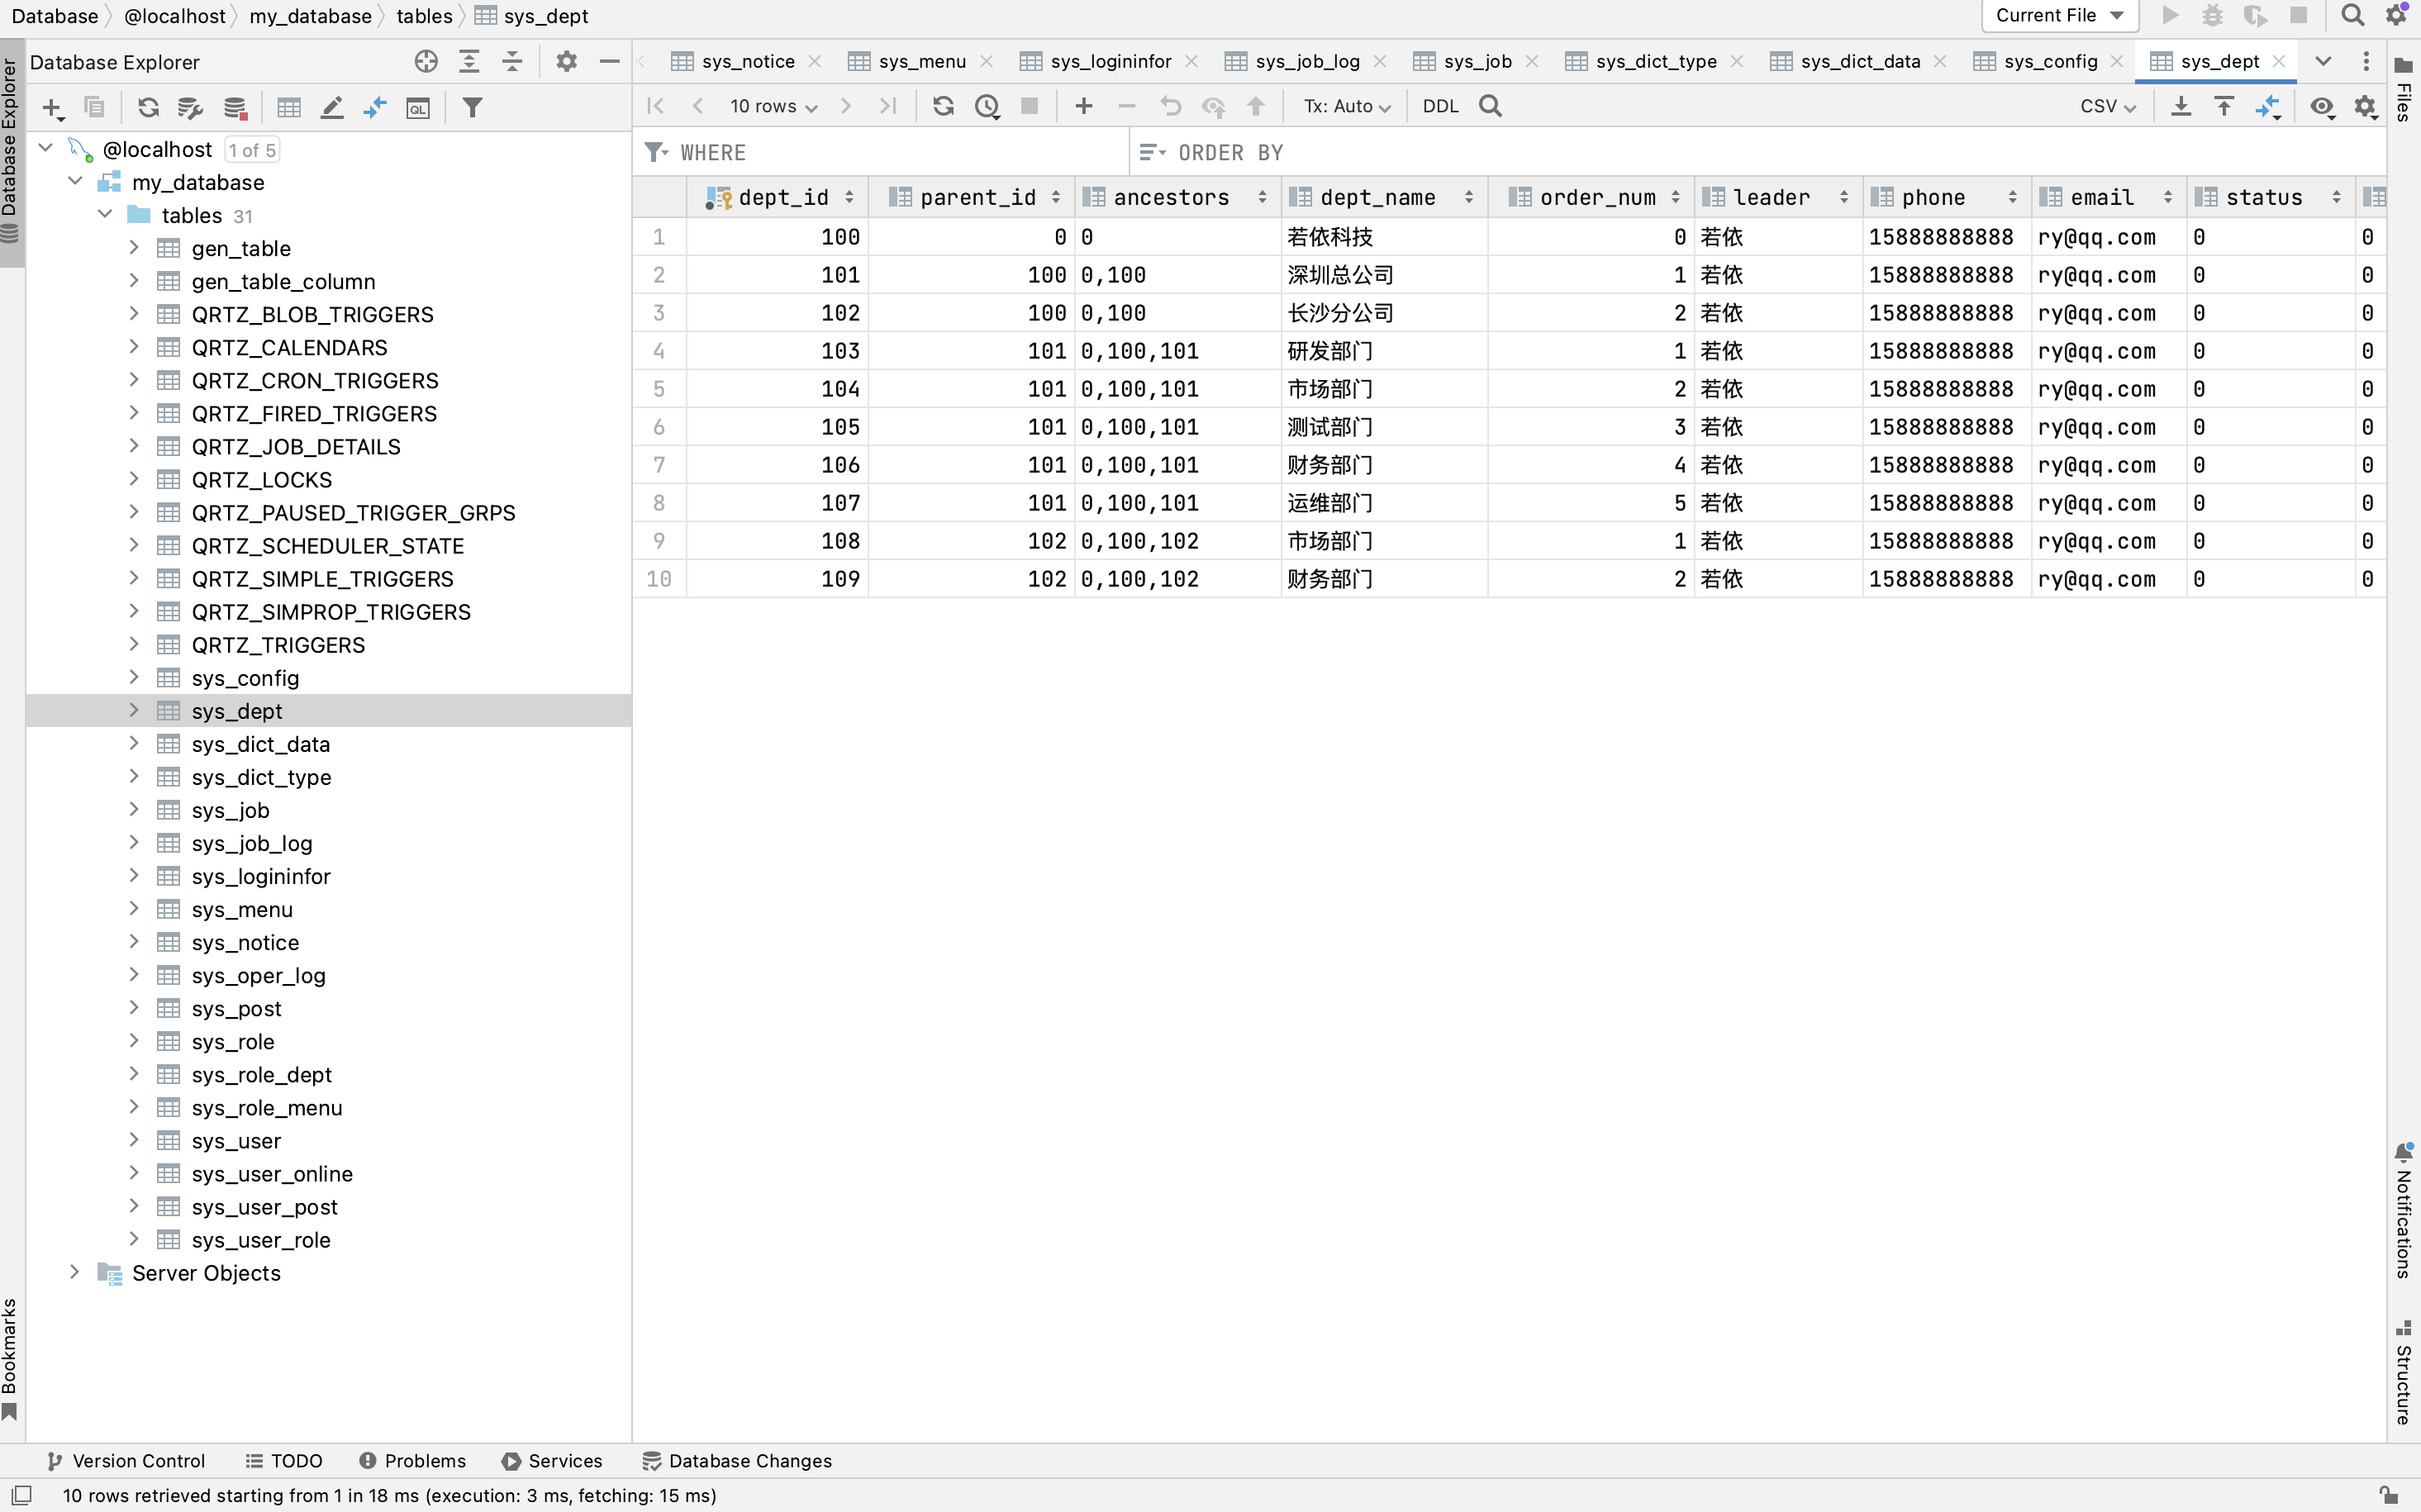 Database @localhost my_database tables sys_dept Current File
Database Explorer
sys_notice sys_menu sys_logininfor sys_job_log sys_job sys_dict_type sys_dict_data sys_config sys_dept
10 rows Tx: Auto DDL CSV
WHERE ORDER BY
dept_id parent_id ancestors dept_name order_num leader phone email status
1 100 0 0 若依科技 0 若依 15888888888 ry@qq.com 0 0
2 101 100 0,100 深圳总公司 1 若依 15888888888 ry@qq.com 0 0
3 102 100 0,100 长沙分公司 2 若依 15888888888 ry@qq.com 0 0
4 103 101 0,100,101 研发部门 1 若依 15888888888 ry@qq.com 0 0
5 104 101 0,100,101 市场部门 2 若依 15888888888 ry@qq.com 0 0
6 105 101 0,100,101 测试部门 3 若依 15888888888 ry@qq.com 0 0
7 106 101 0,100,101 财务部门 4 若依 15888888888 ry@qq.com 0 0
8 107 101 0,100,101 运维部门 5 若依 15888888888 ry@qq.com 0 0
9 108 102 0,100,102 市场部门 1 若依 15888888888 ry@qq.com 0 0
10 109 102 0,100,102 财务部门 2 若依 15888888888 ry@qq.com 0 0
QL
@localhost 1 of 5
my_database
tables 31
gen_table
gen_table_column
QRTZ_BLOB_TRIGGERS
QRTZ_CALENDARS
QRTZ_CRON_TRIGGERS
QRTZ_FIRED_TRIGGERS
QRTZ_JOB_DETAILS
QRTZ_LOCKS
QRTZ_PAUSED_TRIGGER_GRPS
QRTZ_SCHEDULER_STATE
QRTZ_SIMPLE_TRIGGERS
QRTZ_SIMPROP_TRIGGERS
QRTZ_TRIGGERS
sys_config
sys_dept
sys_dict_data
sys_dict_type
sys_job
sys_job_log
sys_logininfor
sys_menu
sys_notice
sys_oper_log
sys_post
sys_role
sys_role_dept
sys_role_menu
sys_user
sys_user_online
sys_user_post
sys_user_role
Server Objects
Database Explorer
Bookmarks
Files
Notifications
Structure
Version Control TODO Problems Services Database Changes
10 rows retrieved starting from 1 in 18 ms (execution: 3 ms, fetching: 15 ms)